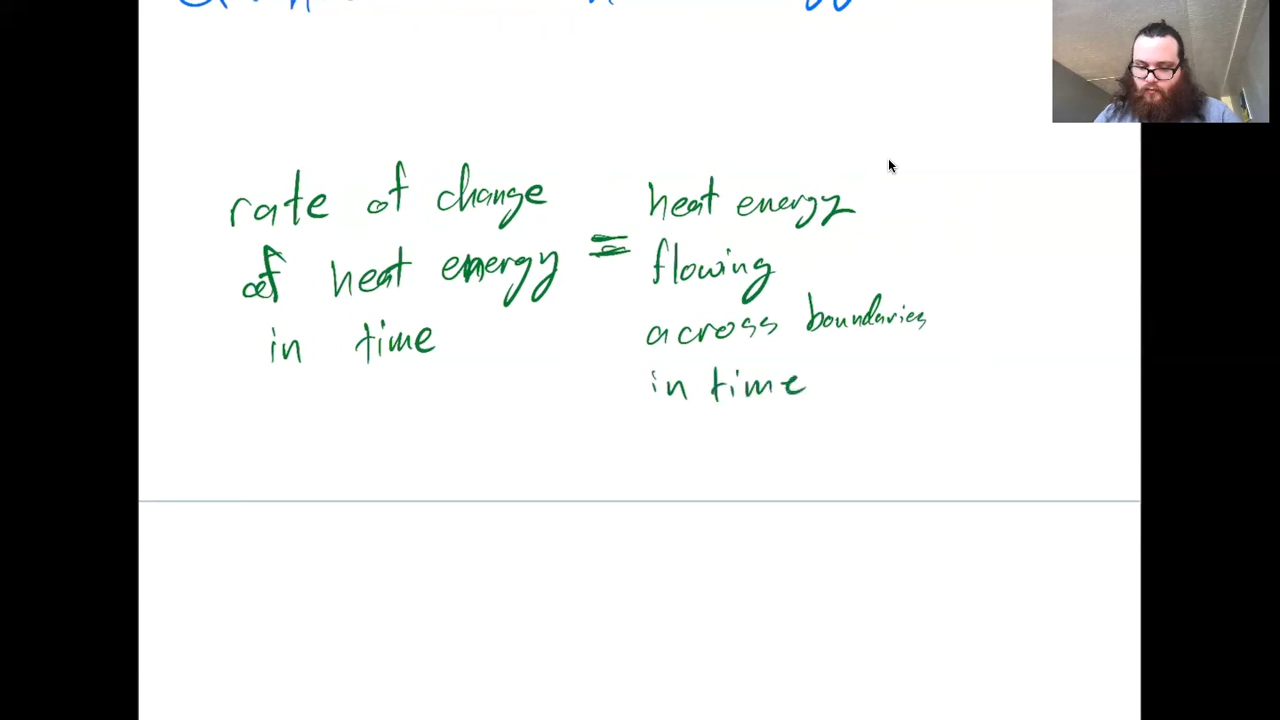 rate of change
of heat energy
in time
=
heat energy
flowing
across boundaries
in time